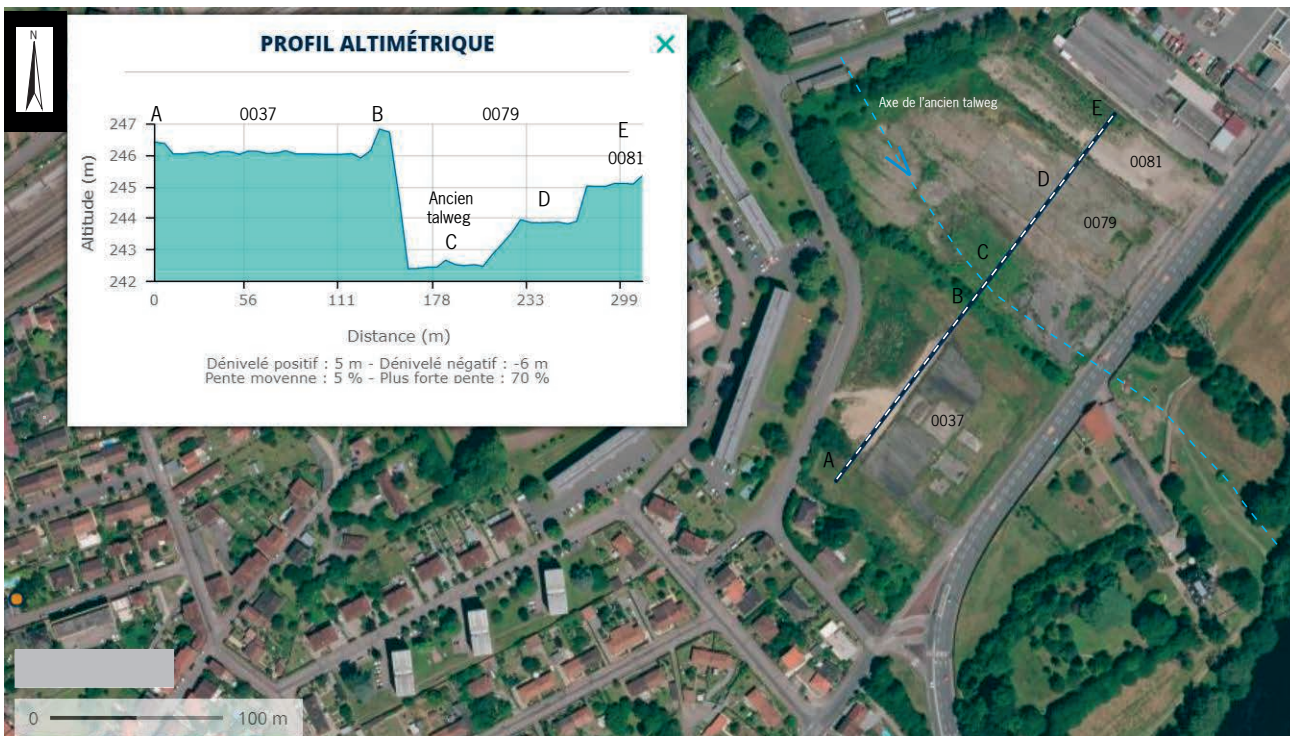 N
PROFIL ALTIMÉTRIQUE
A 0037 B 0079 E
0081
247
246
245
244
243
242
Altitude (m)
Ancien
talweg
C
D
0 56 111 178 233 299
Distance (m)
Dénivelé positif : 5 m - Dénivelé négatif : -6 m
Pente moyenne : 5 % - Plus forte pente : 70 %
Axe de l'ancien talweg
E
0081
D
0079
C
B
0037
A
0 100 m